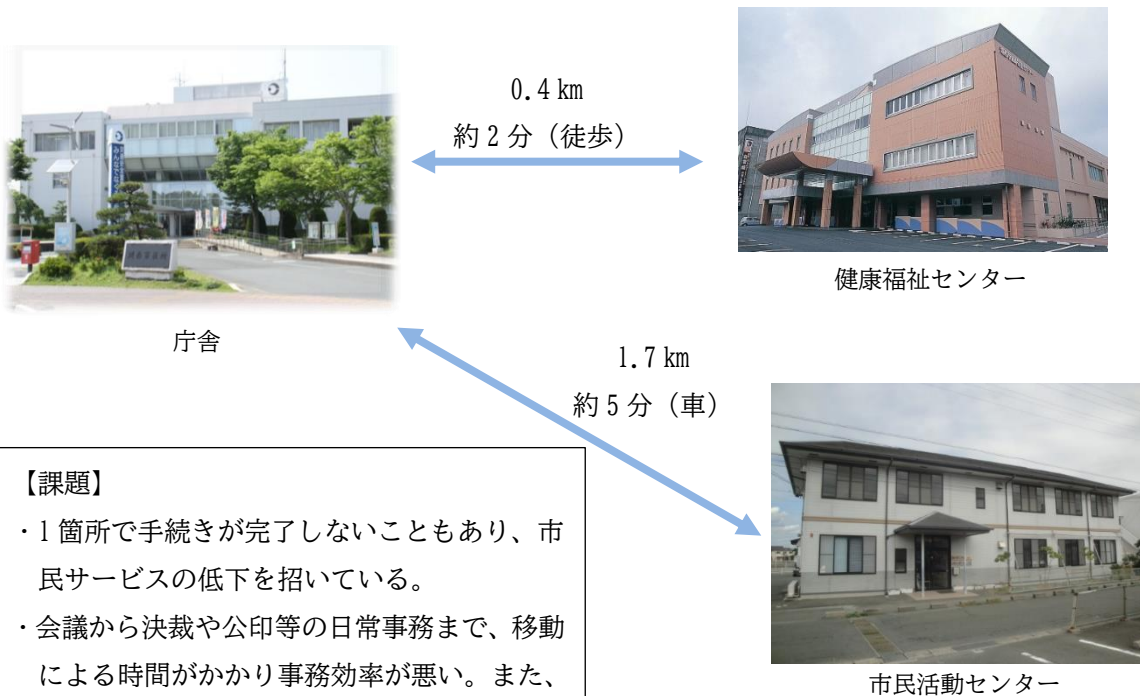 0.4 km
約2分（徒歩）
健康福祉センター
庁舎
1.7 km
約5分（車）
【課題】
・1箇所で手続きが完了しないこともあり、市
民サービスの低下を招いている。
・会議から決裁や公印等の日常事務まで、移動
による時間がかかり事務効率が悪い。また、
市民活動センター